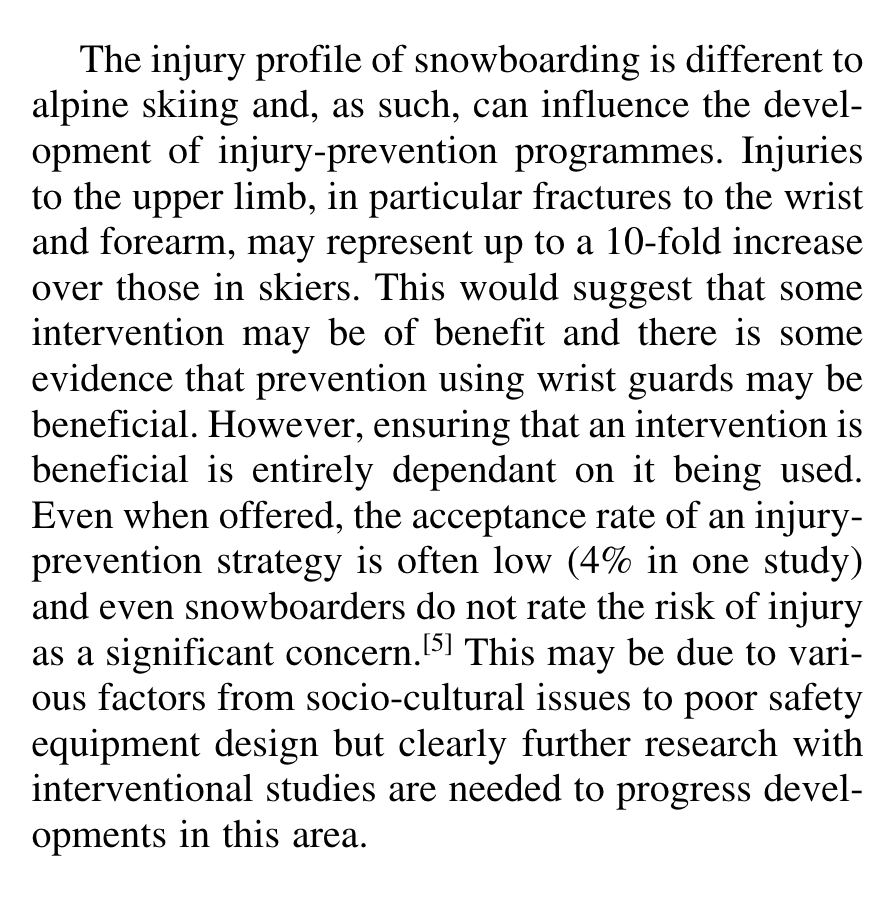 The injury profile of snowboarding is different to
alpine skiing and, as such, can influence the devel-
opment of injury-prevention programmes. Injuries
to the upper limb, in particular fractures to the wrist
and forearm, may represent up to a 10-fold increase
over those in skiers. This would suggest that some
intervention may be of benefit and there is some
evidence that prevention using wrist guards may be
beneficial. However, ensuring that an intervention is
beneficial is entirely dependant on it being used.
Even when offered, the acceptance rate of an injury-
prevention strategy is often low (4% in one study)
and even snowboarders do not rate the risk of injury
as a significant concern.[5] This may be due to vari-
ous factors from socio-cultural issues to poor safety
equipment design but clearly further research with
interventional studies are needed to progress devel-
opments in this area.